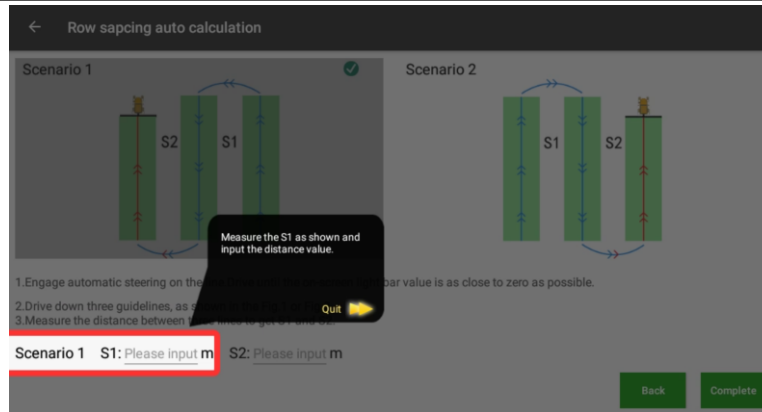 Row sapcing auto calculation
Scenario 1
Scenario 2
S2
S1
S1
S2
Measure the S1 as shown and
input the distance value.
Quit
1.Engage automatic steering on the bar value is as close to zero as possible.
2.Drive down three guidelines, as
3.Measure the distance between
Scenario 1 S1: Please input m S2: Please input m
Back
Complete